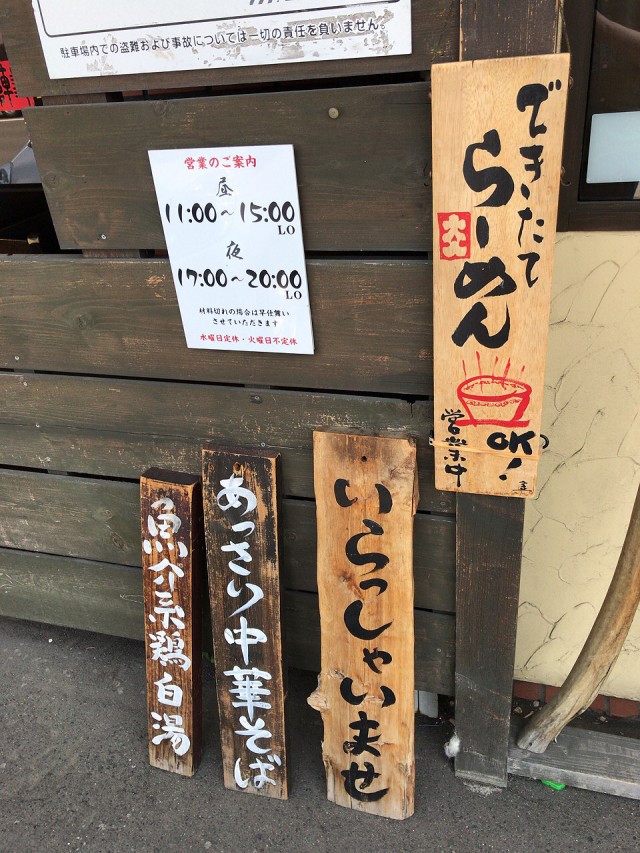 駐車場内での盗難および事故については一切の責任を負いません。
営業のご案内
昼
11:00〜15:00
LO
夜
17:00〜20:00
LO
材料切れの場合は早仕舞い
させていただきます
水曜日定休・火曜日不定休
できたて
らーめん
OK!
営業中
いらっしゃいませ
あっさり中華そば
魚介系鶏白湯